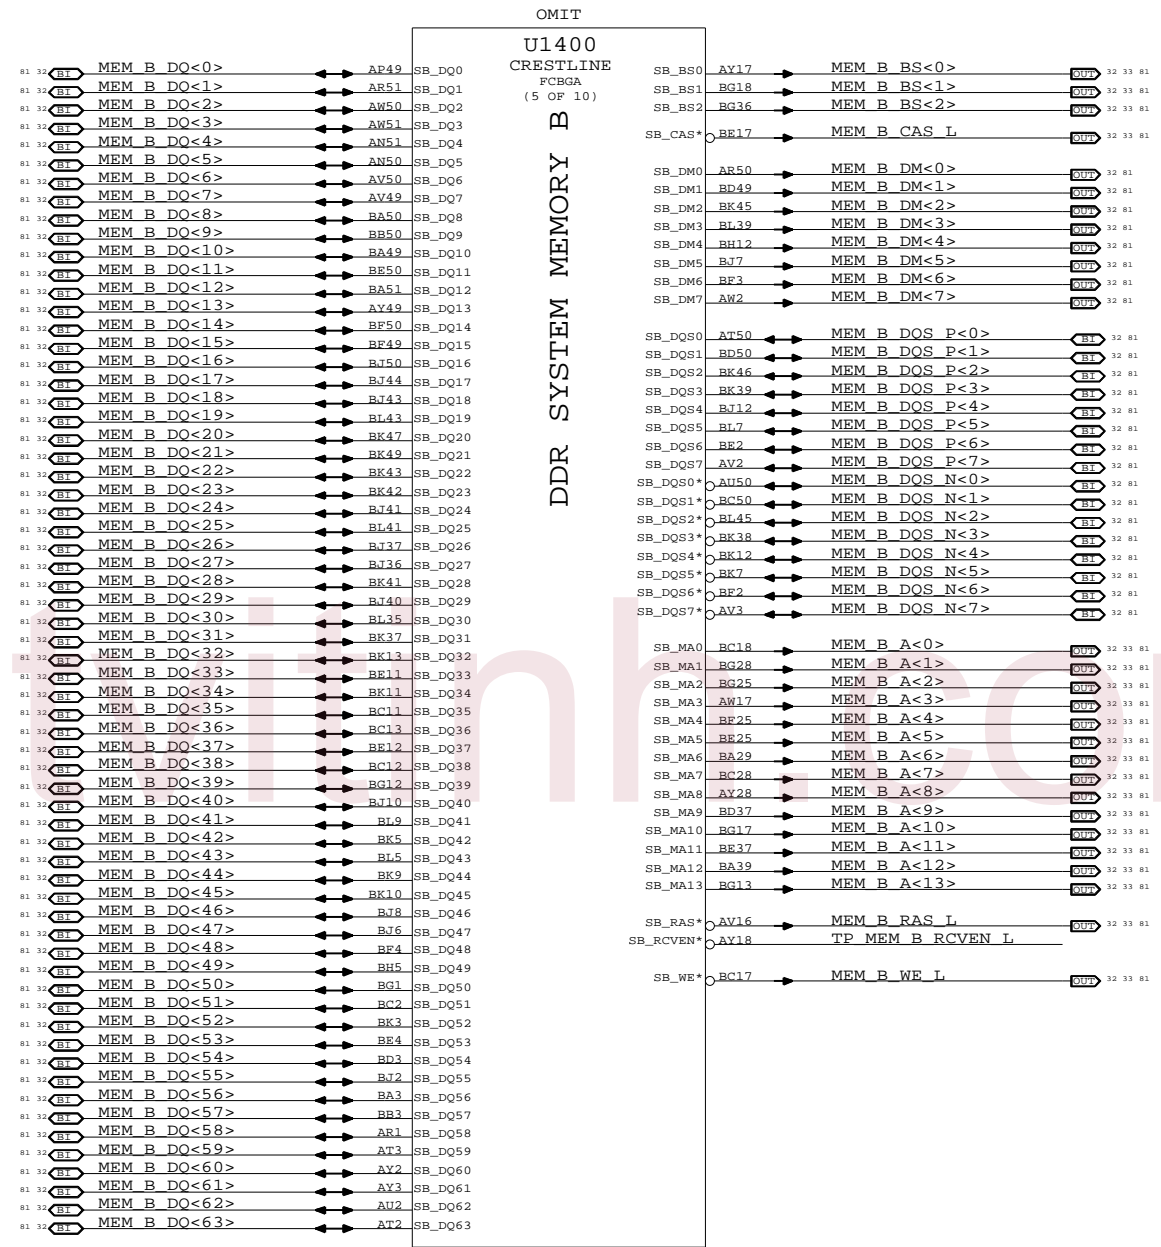 OMIT
U1400
CRESTLINE
FCBGA
(5 OF 10)
DDR SYSTEM MEMORY B
81 32 BI MEM_B_DQ<0> AP49 SB_DQ0
81 32 BI MEM_B_DQ<1> AR51 SB_DQ1
81 32 BI MEM_B_DQ<2> AW50 SB_DQ2
81 32 BI MEM_B_DQ<3> AW51 SB_DQ3
81 32 BI MEM_B_DQ<4> AN51 SB_DQ4
81 32 BI MEM_B_DQ<5> AN50 SB_DQ5
81 32 BI MEM_B_DQ<6> AV50 SB_DQ6
81 32 BI MEM_B_DQ<7> AV49 SB_DQ7
81 32 BI MEM_B_DQ<8> BA50 SB_DQ8
81 32 BI MEM_B_DQ<9> BB50 SB_DQ9
81 32 BI MEM_B_DQ<10> BA49 SB_DQ10
81 32 BI MEM_B_DQ<11> BE50 SB_DQ11
81 32 BI MEM_B_DQ<12> BA51 SB_DQ12
81 32 BI MEM_B_DQ<13> AY49 SB_DQ13
81 32 BI MEM_B_DQ<14> BF50 SB_DQ14
81 32 BI MEM_B_DQ<15> BF49 SB_DQ15
81 32 BI MEM_B_DQ<16> BJ50 SB_DQ16
81 32 BI MEM_B_DQ<17> BJ44 SB_DQ17
81 32 BI MEM_B_DQ<18> BJ43 SB_DQ18
81 32 BI MEM_B_DQ<19> BL43 SB_DQ19
81 32 BI MEM_B_DQ<20> BK47 SB_DQ20
81 32 BI MEM_B_DQ<21> BK49 SB_DQ21
81 32 BI MEM_B_DQ<22> BK43 SB_DQ22
81 32 BI MEM_B_DQ<23> BK42 SB_DQ23
81 32 BI MEM_B_DQ<24> BJ41 SB_DQ24
81 32 BI MEM_B_DQ<25> BL41 SB_DQ25
81 32 BI MEM_B_DQ<26> BJ37 SB_DQ26
81 32 BI MEM_B_DQ<27> BJ36 SB_DQ27
81 32 BI MEM_B_DQ<28> BK41 SB_DQ28
81 32 BI MEM_B_DQ<29> BJ40 SB_DQ29
81 32 BI MEM_B_DQ<30> BL35 SB_DQ30
81 32 BI MEM_B_DQ<31> BK37 SB_DQ31
81 32 BI MEM_B_DQ<32> BK13 SB_DQ32
81 32 BI MEM_B_DQ<33> BE11 SB_DQ33
81 32 BI MEM_B_DQ<34> BK11 SB_DQ34
81 32 BI MEM_B_DQ<35> BC11 SB_DQ35
81 32 BI MEM_B_DQ<36> BC13 SB_DQ36
81 32 BI MEM_B_DQ<37> BE12 SB_DQ37
81 32 BI MEM_B_DQ<38> BC12 SB_DQ38
81 32 BI MEM_B_DQ<39> BG12 SB_DQ39
81 32 BI MEM_B_DQ<40> BJ10 SB_DQ40
81 32 BI MEM_B_DQ<41> BL9 SB_DQ41
81 32 BI MEM_B_DQ<42> BK5 SB_DQ42
81 32 BI MEM_B_DQ<43> BL5 SB_DQ43
81 32 BI MEM_B_DQ<44> BK9 SB_DQ44
81 32 BI MEM_B_DQ<45> BK10 SB_DQ45
81 32 BI MEM_B_DQ<46> BJ8 SB_DQ46
81 32 BI MEM_B_DQ<47> BJ6 SB_DQ47
81 32 BI MEM_B_DQ<48> BF4 SB_DQ48
81 32 BI MEM_B_DQ<49> BH5 SB_DQ49
81 32 BI MEM_B_DQ<50> BG1 SB_DQ50
81 32 BI MEM_B_DQ<51> BC2 SB_DQ51
81 32 BI MEM_B_DQ<52> BK3 SB_DQ52
81 32 BI MEM_B_DQ<53> BE4 SB_DQ53
81 32 BI MEM_B_DQ<54> BD3 SB_DQ54
81 32 BI MEM_B_DQ<55> BJ2 SB_DQ55
81 32 BI MEM_B_DQ<56> BA3 SB_DQ56
81 32 BI MEM_B_DQ<57> BB3 SB_DQ57
81 32 BI MEM_B_DQ<58> AR1 SB_DQ58
81 32 BI MEM_B_DQ<59> AT3 SB_DQ59
81 32 BI MEM_B_DQ<60> AY2 SB_DQ60
81 32 BI MEM_B_DQ<61> AY3 SB_DQ61
81 32 BI MEM_B_DQ<62> AU2 SB_DQ62
81 32 BI MEM_B_DQ<63> AT2 SB_DQ63
SB_BS0 AY17 MEM_B_BS<0> OUT 32 33 81
SB_BS1 BG18 MEM_B_BS<1> OUT 32 33 81
SB_BS2 BG36 MEM_B_BS<2> OUT 32 33 81
SB_CAS* BE17 MEM_B_CAS_L OUT 32 33 81
SB_DM0 AR50 MEM_B_DM<0> OUT 32 81
SB_DM1 BD49 MEM_B_DM<1> OUT 32 81
SB_DM2 BK45 MEM_B_DM<2> OUT 32 81
SB_DM3 BL39 MEM_B_DM<3> OUT 32 81
SB_DM4 BH12 MEM_B_DM<4> OUT 32 81
SB_DM5 BJ7 MEM_B_DM<5> OUT 32 81
SB_DM6 BF3 MEM_B_DM<6> OUT 32 81
SB_DM7 AW2 MEM_B_DM<7> OUT 32 81
SB_DQS0 AT50 MEM_B_DQS_P<0> BI 32 81
SB_DQS1 BD50 MEM_B_DQS_P<1> BI 32 81
SB_DQS2 BK46 MEM_B_DQS_P<2> BI 32 81
SB_DQS3 BK39 MEM_B_DQS_P<3> BI 32 81
SB_DQS4 BJ12 MEM_B_DQS_P<4> BI 32 81
SB_DQS5 BL7 MEM_B_DQS_P<5> BI 32 81
SB_DQS6 BE2 MEM_B_DQS_P<6> BI 32 81
SB_DQS7 AV2 MEM_B_DQS_P<7> BI 32 81
SB_DQS0* AU50 MEM_B_DQS_N<0> BI 32 81
SB_DQS1* BC50 MEM_B_DQS_N<1> BI 32 81
SB_DQS2* BL45 MEM_B_DQS_N<2> BI 32 81
SB_DQS3* BK38 MEM_B_DQS_N<3> BI 32 81
SB_DQS4* BK12 MEM_B_DQS_N<4> BI 32 81
SB_DQS5* BK7 MEM_B_DQS_N<5> BI 32 81
SB_DQS6* BF2 MEM_B_DQS_N<6> BI 32 81
SB_DQS7* AV3 MEM_B_DQS_N<7> BI 32 81
SB_MA0 BC18 MEM_B_A<0> OUT 32 33 81
SB_MA1 BG28 MEM_B_A<1> OUT 32 33 81
SB_MA2 BG25 MEM_B_A<2> OUT 32 33 81
SB_MA3 AW17 MEM_B_A<3> OUT 32 33 81
SB_MA4 BF25 MEM_B_A<4> OUT 32 33 81
SB_MA5 BE25 MEM_B_A<5> OUT 32 33 81
SB_MA6 BA29 MEM_B_A<6> OUT 32 33 81
SB_MA7 BC28 MEM_B_A<7> OUT 32 33 81
SB_MA8 AY28 MEM_B_A<8> OUT 32 33 81
SB_MA9 BD37 MEM_B_A<9> OUT 32 33 81
SB_MA10 BG17 MEM_B_A<10> OUT 32 33 81
SB_MA11 BE37 MEM_B_A<11> OUT 32 33 81
SB_MA12 BA39 MEM_B_A<12> OUT 32 33 81
SB_MA13 BG13 MEM_B_A<13> OUT 32 33 81
SB_RAS* AV16 MEM_B_RAS_L OUT 32 33 81
SB_RCVEN* AY18 TP_MEM_B_RCVEN_L
SB_WE* BC17 MEM_B_WE_L OUT 32 33 81